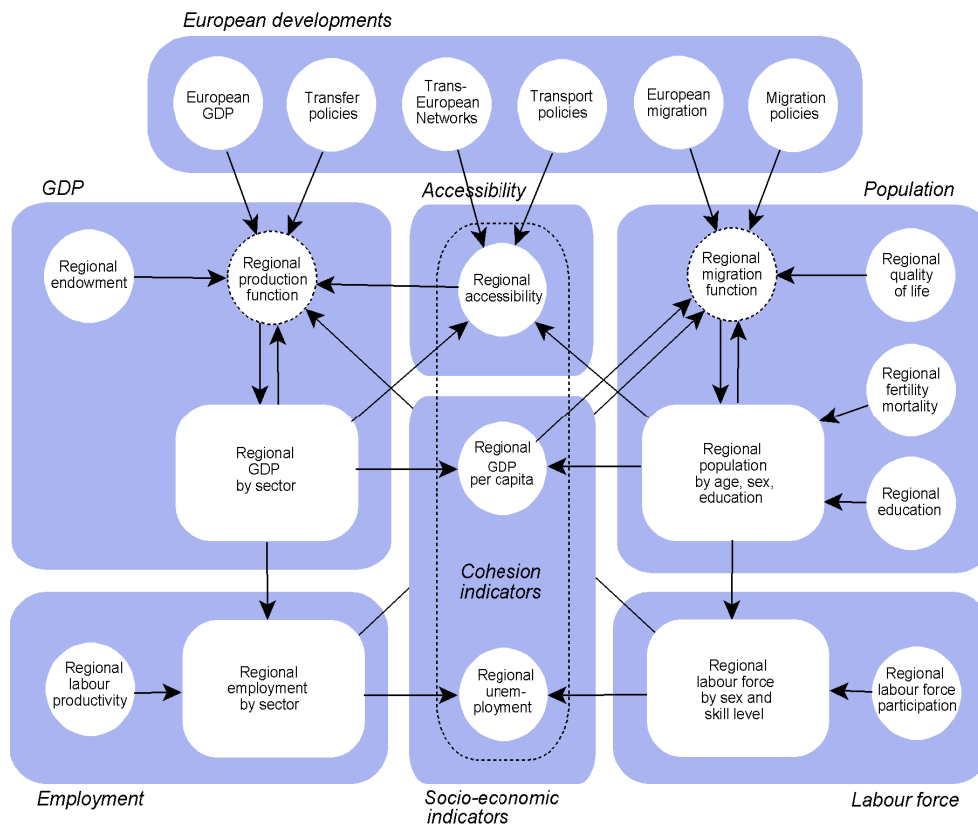 European developments
European
GDP
Transfer
policies
Trans-
European
Networks
Transport
policies
European
migration
Migration
policies
GDP
Accessibility
Population
Regional
endowment
Regional
production
function
Regional
accessibility
Regional
migration
function
Regional
quality
of life
Regional
fertility
mortality
Regional
GDP
by sector
Regional
GDP
per capita
Regional
population
by age, sex,
education
Regional
education
Cohesion
indicators
Regional
labour
productivity
Regional
employment
by sector
Regional
unem-
ployment
Regional
labour force
by sex and
skill level
Regional
labour force
participation
Employment
Socio-economic
indicators
Labour force